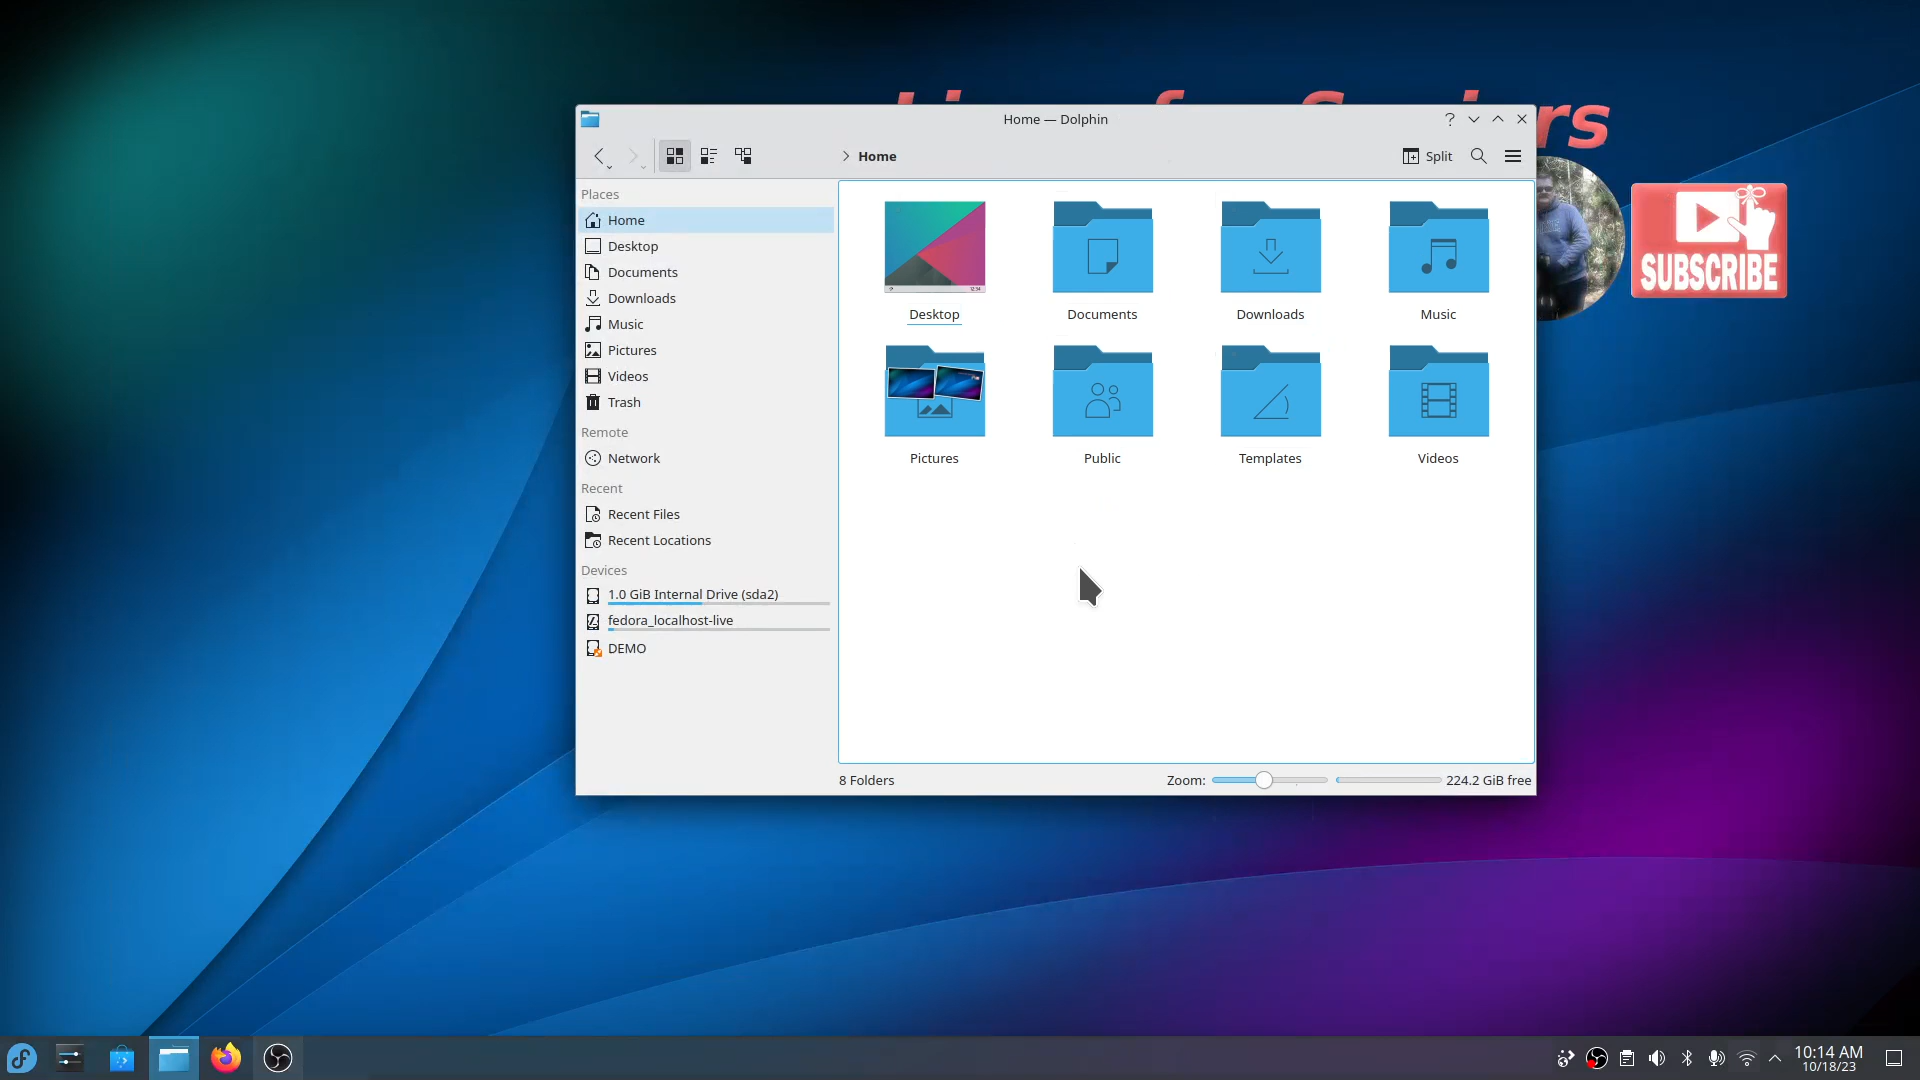 Home — Dolphin
Home
Split
Places
Home
Desktop
Documents
Downloads
Music
Pictures
Videos
Trash
Remote
Network
Recent
Recent Files
Recent Locations
Devices
1.0 GiB Internal Drive (sda2)
fedora_localhost-live
DEMO
Desktop
Documents
Downloads
Music
Pictures
Public
Templates
Videos
8 Folders
Zoom:
224.2 GiB free
rs
SUBSCRIBE
10:14 AM
10/18/23